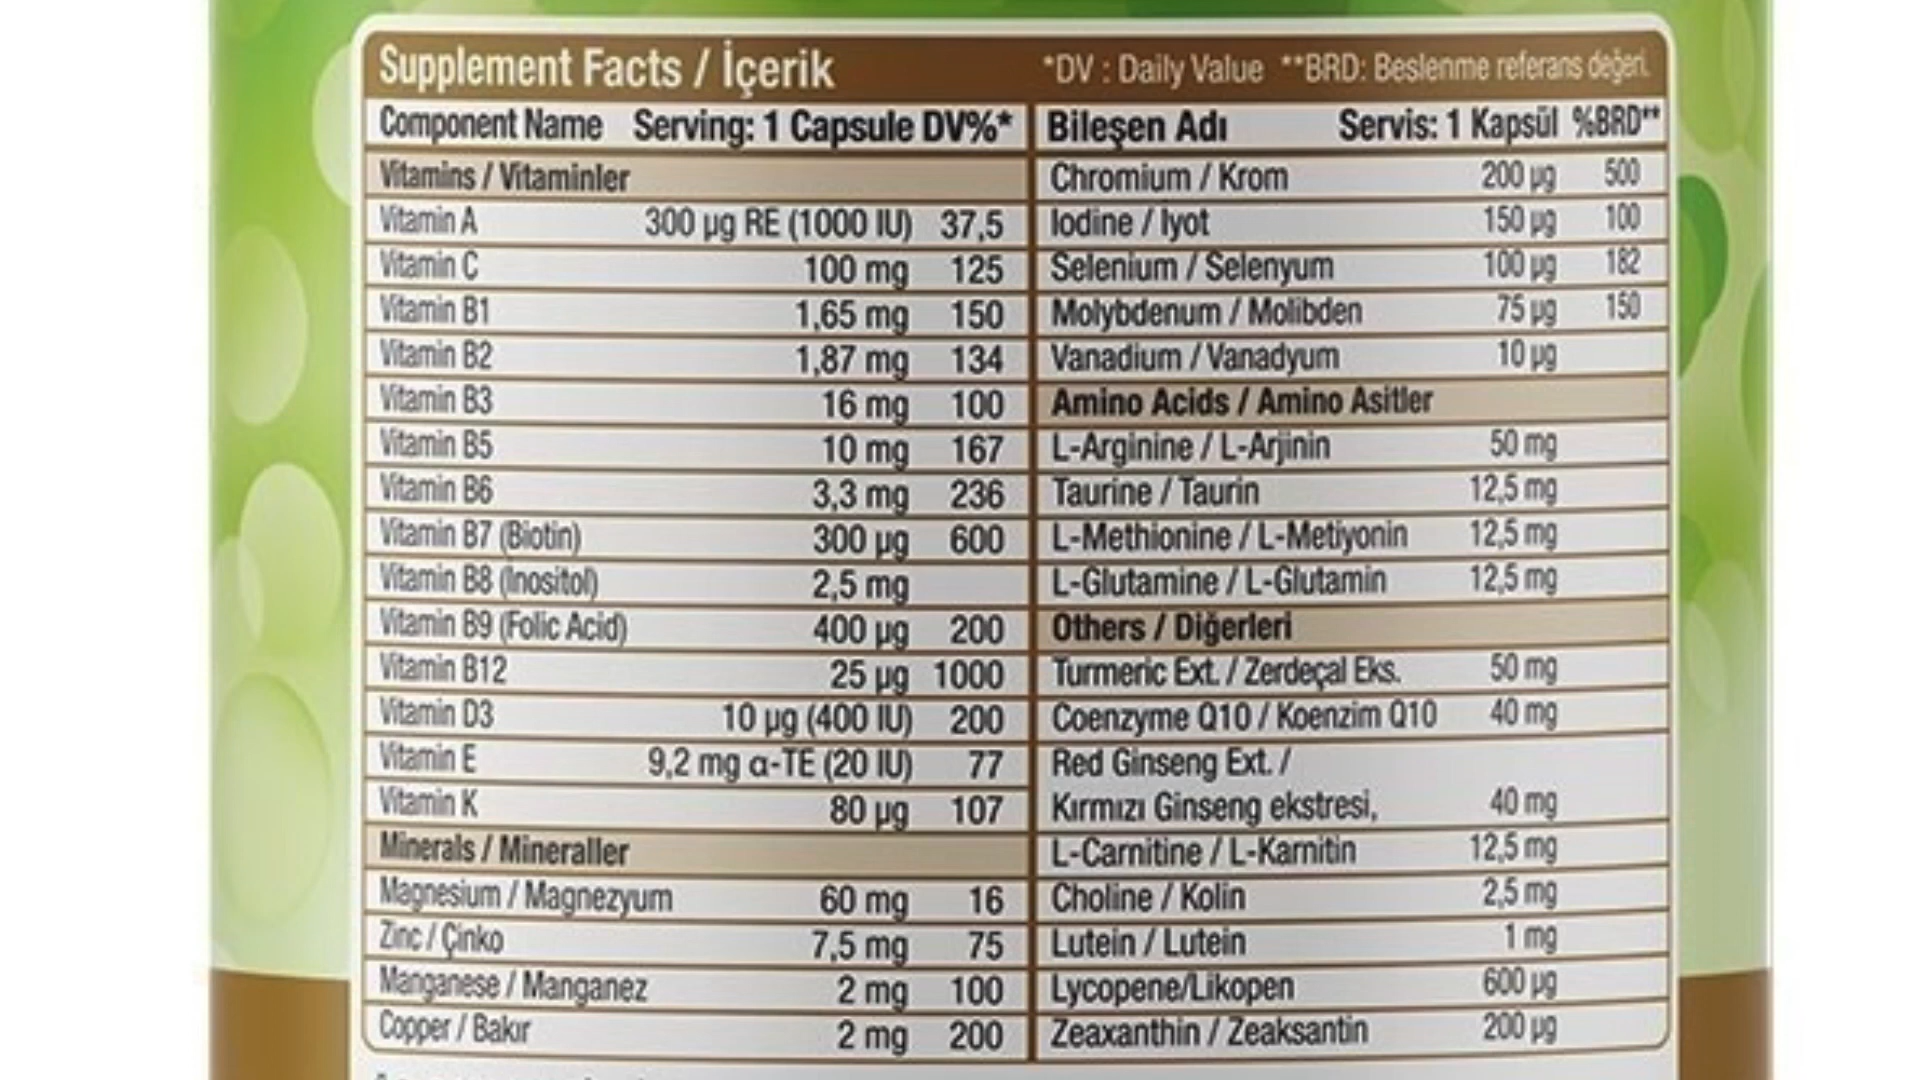 Supplement Facts / İçerik
*DV : Daily Value **BRD: Beslenme referans değeri.
Component Name Serving: 1 Capsule DV%*
Vitamins / Vitaminler
Vitamin A 300 µg RE (1000 IU) 37,5
Vitamin C 100 mg 125
Vitamin B1 1,65 mg 150
Vitamin B2 1,87 mg 134
Vitamin B3 16 mg 100
Vitamin B5 10 mg 167
Vitamin B6 3,3 mg 236
Vitamin B7 (Biotin) 300 µg 600
Vitamin B8 (Inositol) 2,5 mg
Vitamin B9 (Folic Acid) 400 µg 200
Vitamin B12 25 µg 1000
Vitamin D3 10 µg (400 IU) 200
Vitamin E 9,2 mg α-TE (20 IU) 77
Vitamin K 80 µg 107
Minerals / Mineraller
Magnesium / Magnezyum 60 mg 16
Zinc / Çinko 7,5 mg 75
Manganese / Manganez 2 mg 100
Copper / Bakır 2 mg 200
Bileşen Adı Servis: 1 Kapsül %BRD**
Chromium / Krom 200 µg 500
Iodine / İyot 150 µg 100
Selenium / Selenyum 100 µg 182
Molybdenum / Molibden 75 µg 150
Vanadium / Vanadyum 10 µg
Amino Acids / Amino Asitler
L-Arginine / L-Arjinin 50 mg
Taurine / Taurin 12,5 mg
L-Methionine / L-Metiyonin 12,5 mg
L-Glutamine / L-Glutamin 12,5 mg
Others / Diğerleri
Turmeric Ext. / Zerdeçal Eks. 50 mg
Coenzyme Q10 / Koenzim Q10 40 mg
Red Ginseng Ext. /
Kırmızı Ginseng ekstresi, 40 mg
L-Carnitine / L-Karnitin 12,5 mg
Choline / Kolin 2,5 mg
Lutein / Lutein 1 mg
Lycopene/Likopen 600 µg
Zeaxanthin / Zeaksantin 200 µg